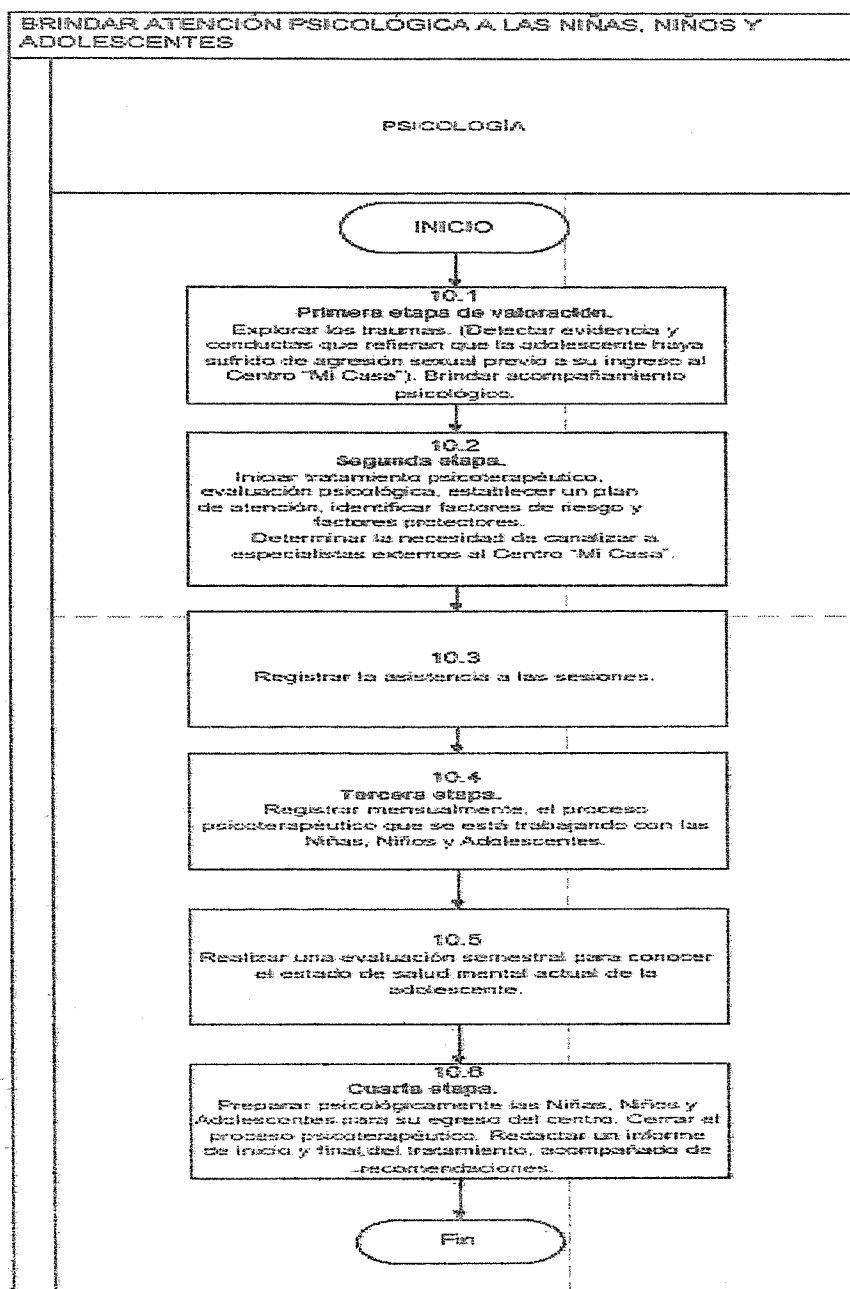 BRINDAR ATENCIÓN PSICOLÓGICA A LAS NIÑAS, NIÑOS Y
ADOLESCENTES
PSICOLOGÍA
INICIO
10.1
Primera etapa de valoración.
Explorar los traumas. (Detectar evidencia y
conductas que refieran que la adolescente haya
sufrido de agresión sexual previo a su ingreso al
Centro "Mi Casa"). Brindar acompañamiento
psicológico.
10.2
Segunda etapa.
Iniciar tratamiento psicoterapéutico,
evaluación psicológica, establecer un plan
de atención, identificar factores de riesgo y
factores protectores.
Determinar la necesidad de canalizar a
especialistas externos al Centro "Mi Casa".
10.3
Registrar la asistencia a las sesiones.
10.4
Tercera etapa.
Registrar mensualmente, el proceso
psicoterapéutico que se está trabajando con las
Niñas, Niños y Adolescentes.
10.5
Realizar una evaluación semestral para conocer
el estado de salud mental actual de la
adolescente.
10.6
Cuarta etapa.
Preparar psicológicamente las Niñas, Niños y
Adolescentes para su egreso del centro. Cerrar el
proceso psicoterapéutico. Redactar un informe
de inicio y final del tratamiento, acompañado de
recomendaciones.
Fin